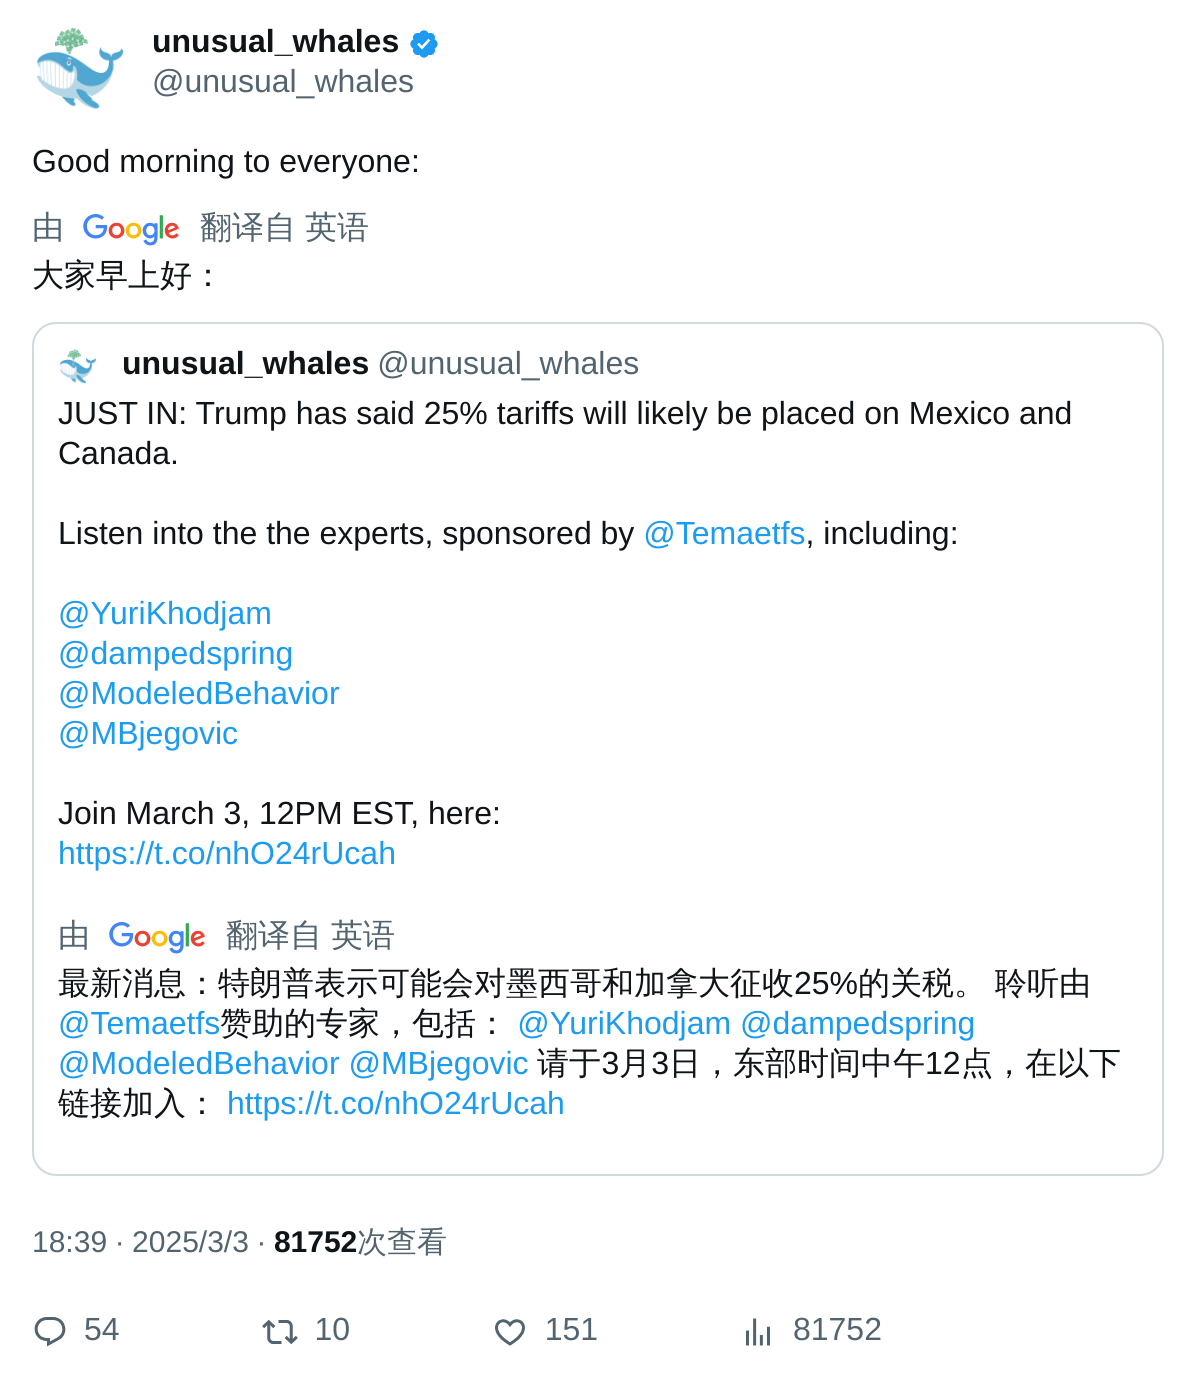 unusual_whales
@unusual_whales
Good morning to everyone:
由 Google 翻译自 英语
大家早上好：
unusual_whales @unusual_whales
JUST IN: Trump has said 25% tariffs will likely be placed on Mexico and
Canada.
Listen into the the experts, sponsored by @Temaetfs, including:
@YuriKhodjam
@dampedspring
@ModeledBehavior
@MBjegovic
Join March 3, 12PM EST, here:
https://t.co/nhO24rUcah
由 Google 翻译自 英语
最新消息：特朗普表示可能会对墨西哥和加拿大征收25%的关税。 聆听由
@Temaetfs赞助的专家，包括： @YuriKhodjam @dampedspring
@ModeledBehavior @MBjegovic 请于3月3日，东部时间中午12点，在以下
链接加入： https://t.co/nhO24rUcah
18:39 · 2025/3/3 · 81752次查看
54 10 151 81752